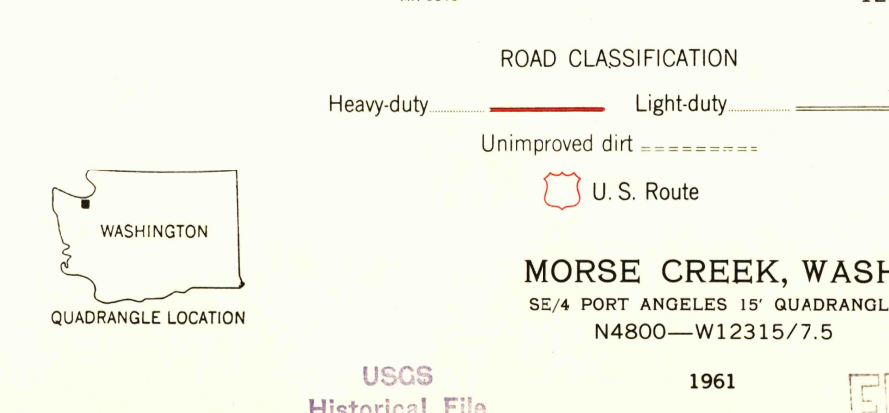 ROAD CLASSIFICATION
Heavy-duty Light-duty
Unimproved dirt
U. S. Route
WASHINGTON
QUADRANGLE LOCATION
MORSE CREEK, WASH
SE/4 PORT ANGELES 15' QUADRANGL
N4800—W12315/7.5
1961
USGS
Historical File